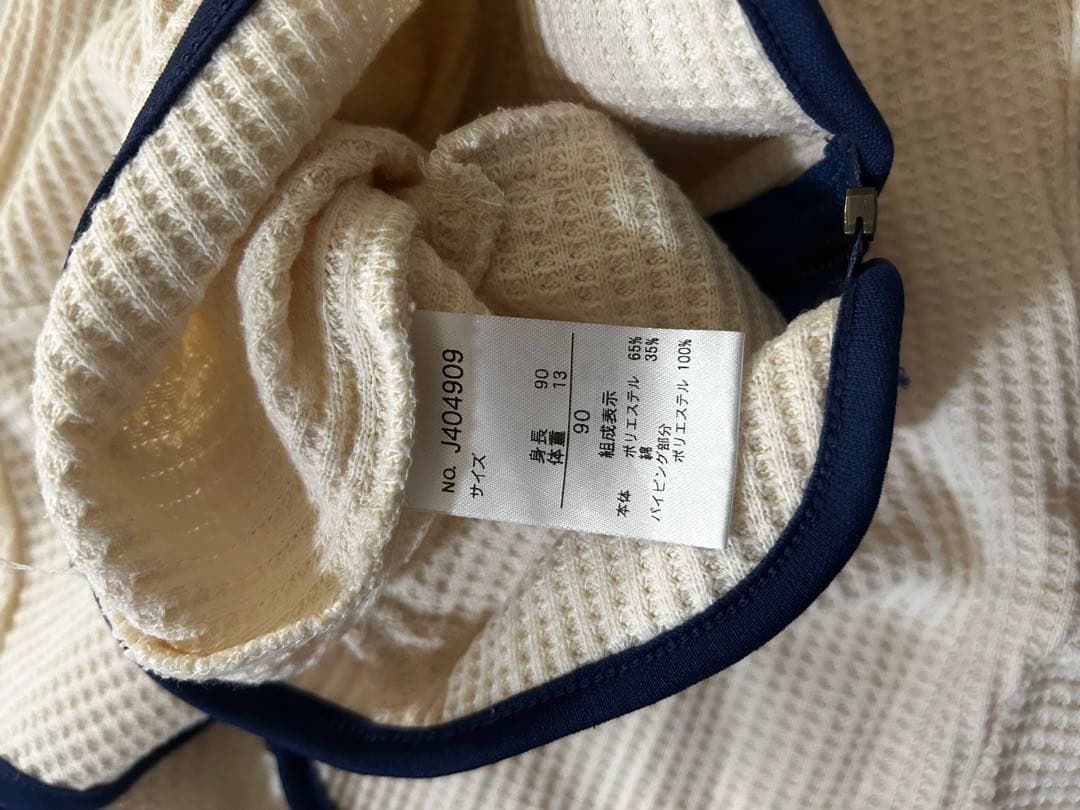 No. J404909
サイズ
身長 90
体重 13
90
組成表示
本体 ポリエステル 65%
綿 35%
パイピング部分
ポリエステル 100%